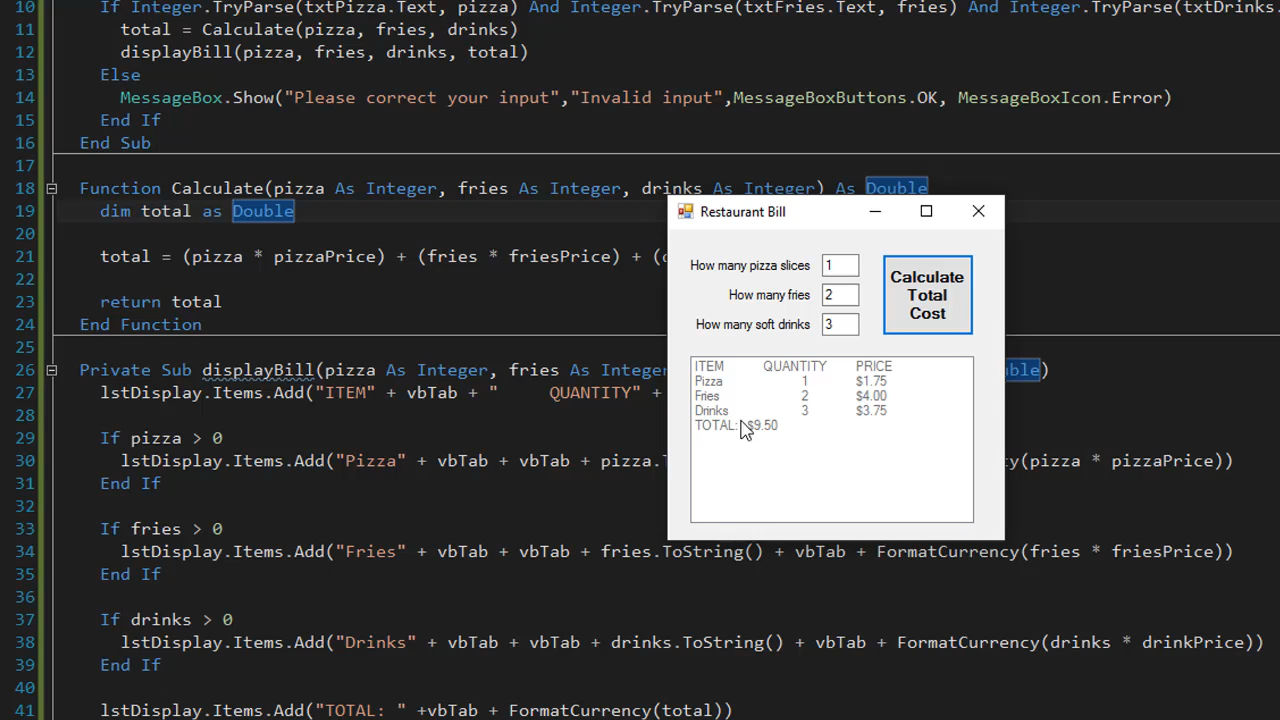 10 If Integer.TryParse(txtPizza.Text, pizza) And Integer.TryParse(txtFries.Text, fries) And Integer.TryParse(txtDrinks.
11 total = Calculate(pizza, fries, drinks)
12 displayBill(pizza, fries, drinks, total)
13 Else
14 MessageBox.Show("Please correct your input","Invalid input",MessageBoxButtons.OK, MessageBoxIcon.Error)
15 End If
16 End Sub
17
18 Function Calculate(pizza As Integer, fries As Integer, drinks As Integer) As Double
19 dim total as Double
20
21 total = (pizza * pizzaPrice) + (fries * friesPrice) + (
22
23 return total
24 End Function
25
26 Private Sub displayBill(pizza As Integer, fries As Integer
27 lstDisplay.Items.Add("ITEM" + vbTab + "     QUANTITY" +
28
29 If pizza > 0
30 lstDisplay.Items.Add("Pizza" + vbTab + vbTab + pizza.
(pizza * pizzaPrice))
31 End If
32
33 If fries > 0
34 lstDisplay.Items.Add("Fries" + vbTab + vbTab + fries.ToString() + vbTab + FormatCurrency(fries * friesPrice))
35 End If
36
37 If drinks > 0
38 lstDisplay.Items.Add("Drinks" + vbTab + vbTab + drinks.ToString() + vbTab + FormatCurrency(drinks * drinkPrice))
39 End If
40
41 lstDisplay.Items.Add("TOTAL: " +vbTab + FormatCurrency(total))
Restaurant Bill
How many pizza slices 1
How many fries 2
How many soft drinks 3
Calculate
Total
Cost
ITEM QUANTITY PRICE
Pizza 1 $1.75
Fries 2 $4.00
Drinks 3 $3.75
TOTAL: $9.50